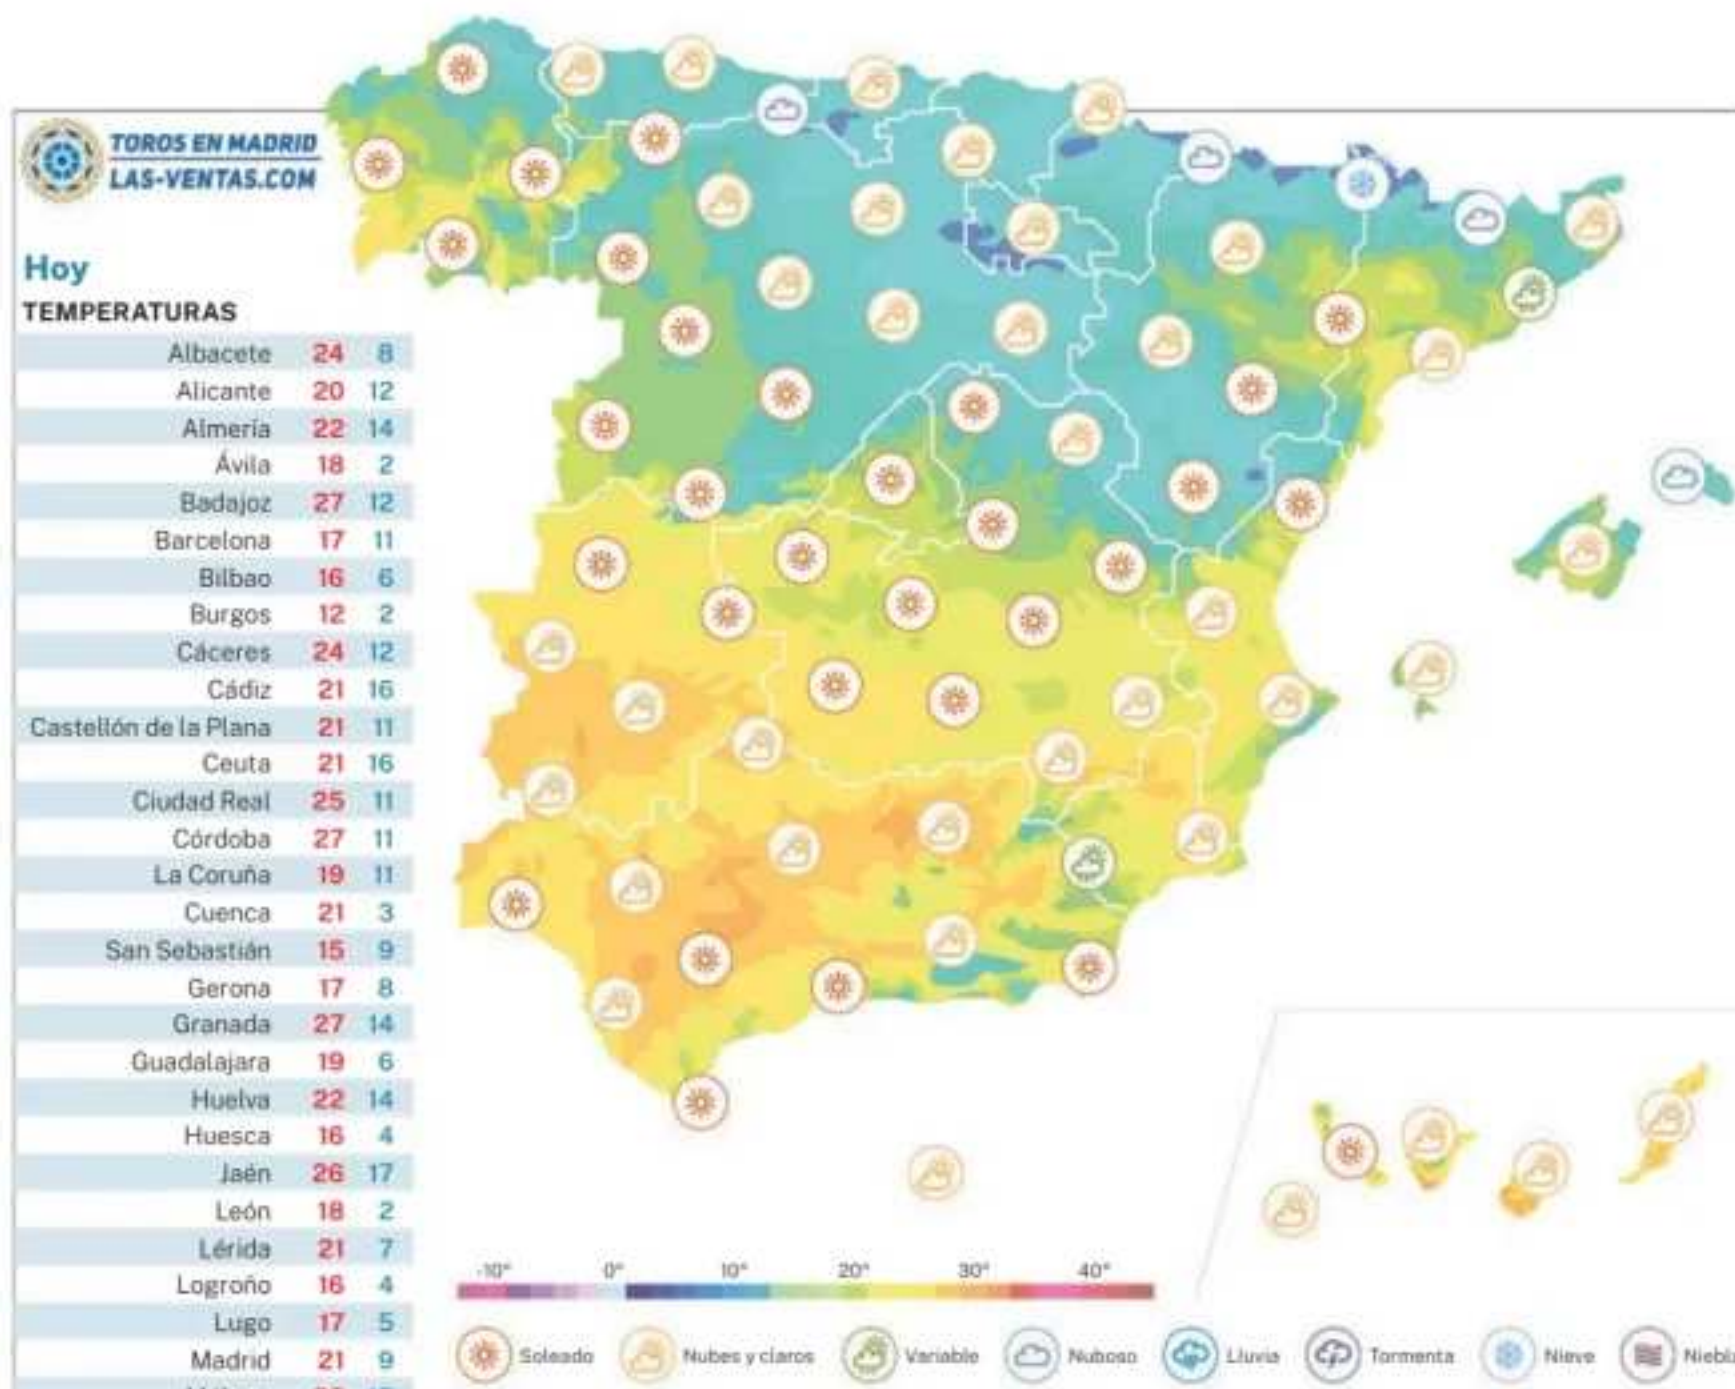 TOROS EN MADRID
LAS-VENTAS.COM
Hoy
TEMPERATURAS
Albacete 24 8
Alicante 20 12
Almería 22 14
Ávila 18 2
Badajoz 27 12
Barcelona 17 11
Bilbao 16 6
Burgos 12 2
Cáceres 24 12
Cádiz 21 16
Castellón de la Plana 21 11
Ceuta 21 16
Ciudad Real 25 11
Córdoba 27 11
La Coruña 19 11
Cuenca 21 3
San Sebastián 15 9
Gerona 17 8
Granada 27 14
Guadalajara 19 6
Huelva 22 14
Huesca 16 4
Jaén 26 17
León 18 2
Lérida 21 7
Logroño 16 4
Lugo 17 5
Madrid 21 9
-10° 0° 10° 20° 30° 40°
Soleado Nubes y claros Variable Nuboso Lluvia Tormenta Nieve Niebl